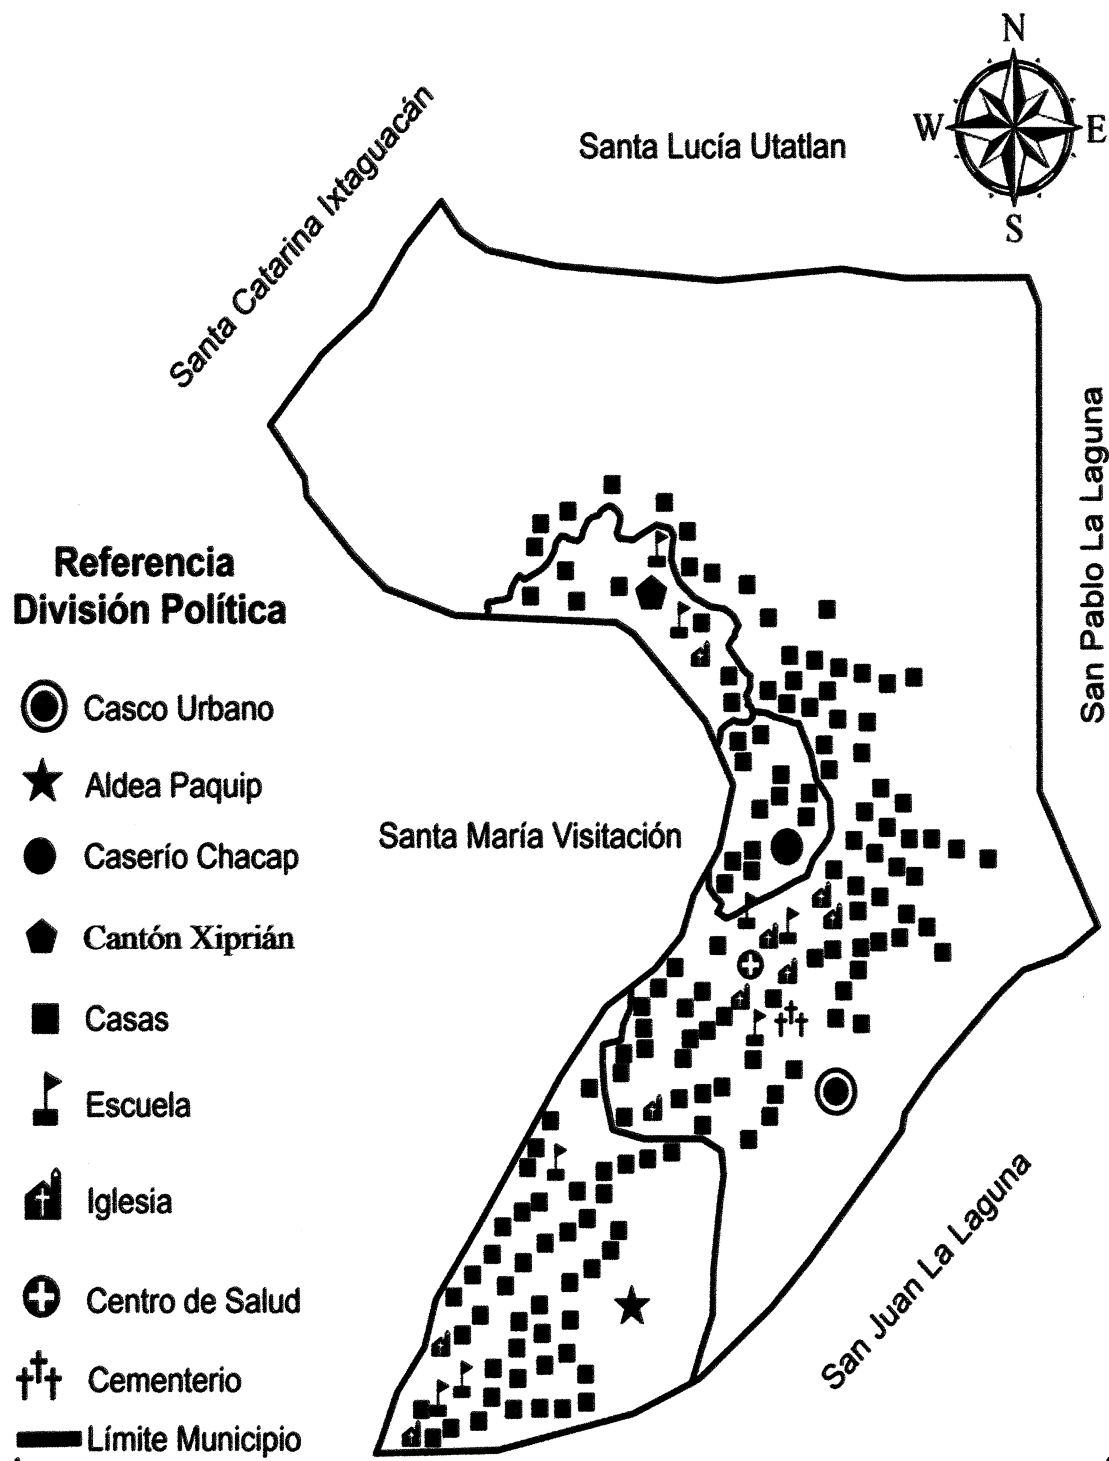 N
W
E
S
Santa Lucía Utatlan
Santa Catarina Ixtaguacán
San Pablo La Laguna
Santa María Visitación
San Juan La Laguna
Referencia
División Política
Casco Urbano
Aldea Paquip
Caserío Chacap
Cantón Xiprián
Casas
Escuela
Iglesia
Centro de Salud
Cementerio
Límite Municipio